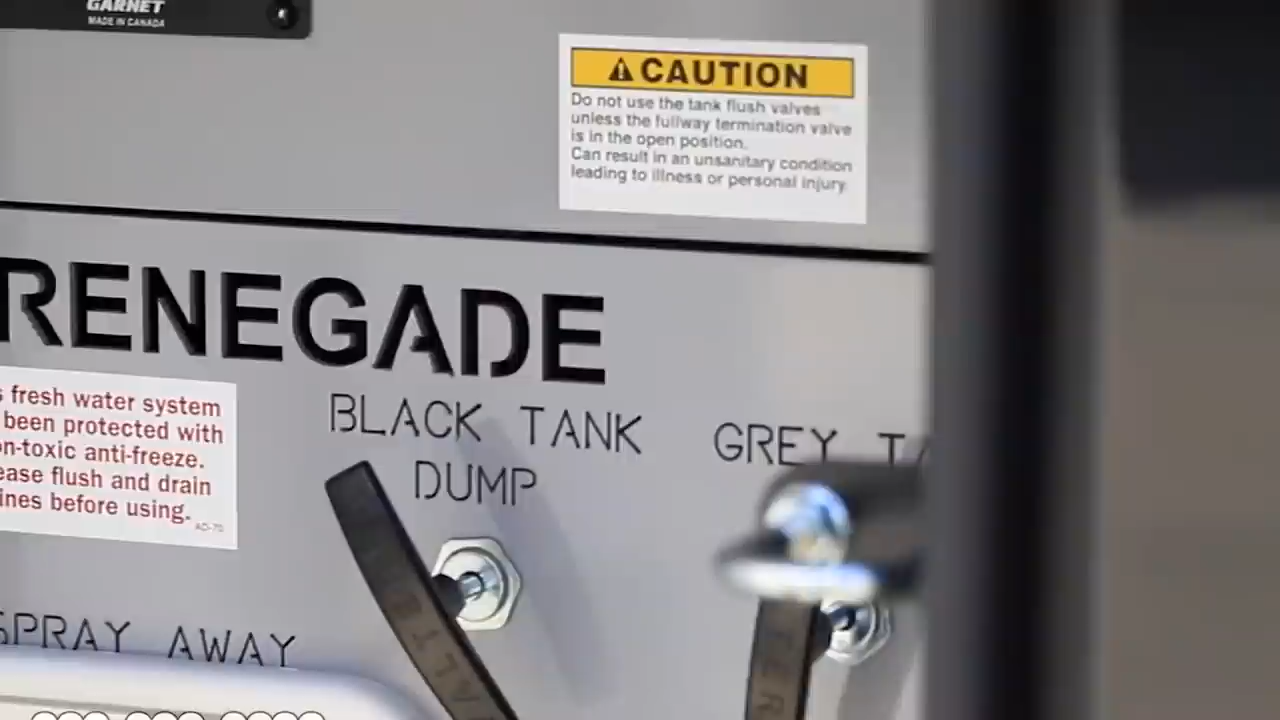 GARNET
MADE IN CANADA
CAUTION
Do not use the tank flush valves
unless the fullway termination valve
is in the open position.
Can result in an unsanitary condition
leading to illness or personal injury
RENEGADE
fresh water system
been protected with
n-toxic anti-freeze.
ease flush and drain
ines before using.
BLACK TANK
DUMP
GREY TA
SPRAY AWAY